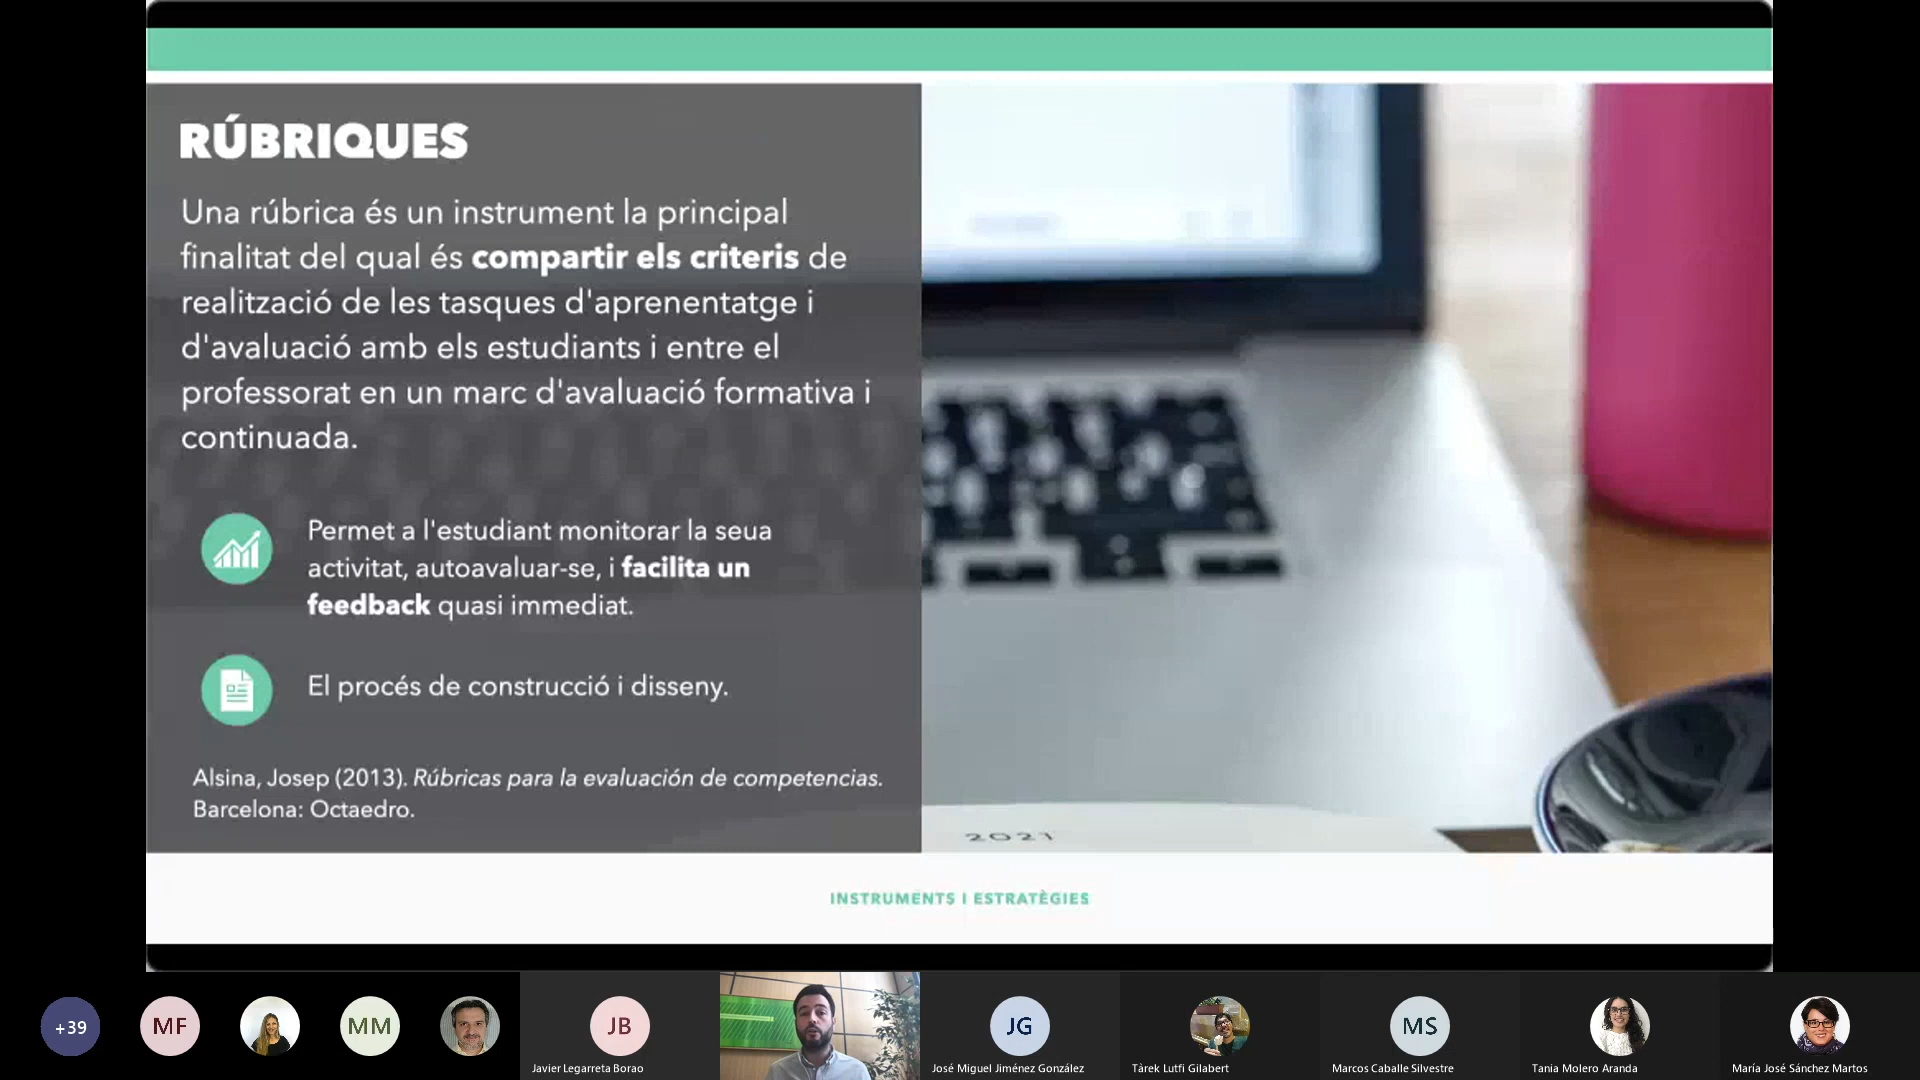 RÚBRIQUES
Una rúbrica és un instrument la principal
finalitat del qual és compartir els criteris de
realització de les tasques d'aprenentatge i
d'avaluació amb els estudiants i entre el
professorat en un marc d'avaluació formativa i
continuada.
Permet a l'estudiant monitorar la seua
activitat, autoavaluar-se, i facilita un
feedback quasi immediat.
El procés de construcció i disseny.
Alsina, Josep (2013). Rúbricas para la evaluación de competencias.
Barcelona: Octaedro.
2021
INSTRUMENTS I ESTRATÈGIES
+39
MF
MM
JB
JG
MS
Javier Legarreta Borao
José Miguel Jiménez González
Tàrek Lutfi Gilabert
Marcos Caballe Silvestre
Tania Molero Aranda
María José Sánchez Martos